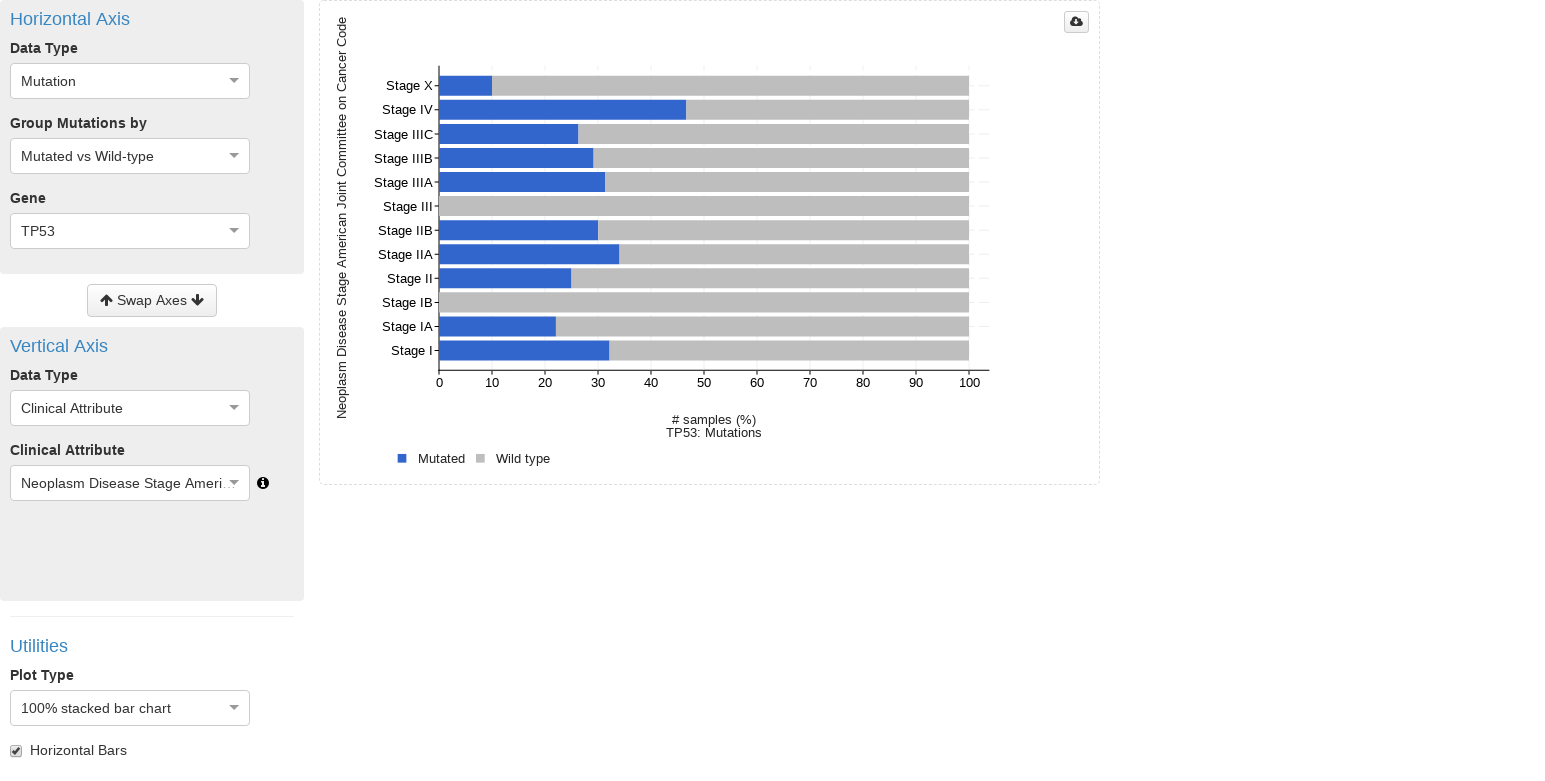 Horizontal Axis
Data Type
Mutation
Group Mutations by
Mutated vs Wild-type
Gene
TP53
Swap Axes
Vertical Axis
Data Type
Clinical Attribute
Clinical Attribute
Neoplasm Disease Stage Ameri...
Utilities
Plot Type
100% stacked bar chart
Horizontal Bars
Neoplasm Disease Stage American Joint Committee on Cancer Code
Stage X
Stage IV
Stage IIIC
Stage IIIB
Stage IIIA
Stage III
Stage IIB
Stage IIA
Stage II
Stage IB
Stage IA
Stage I
0 10 20 30 40 50 60 70 80 90 100
# samples (%)
TP53: Mutations
Mutated Wild type